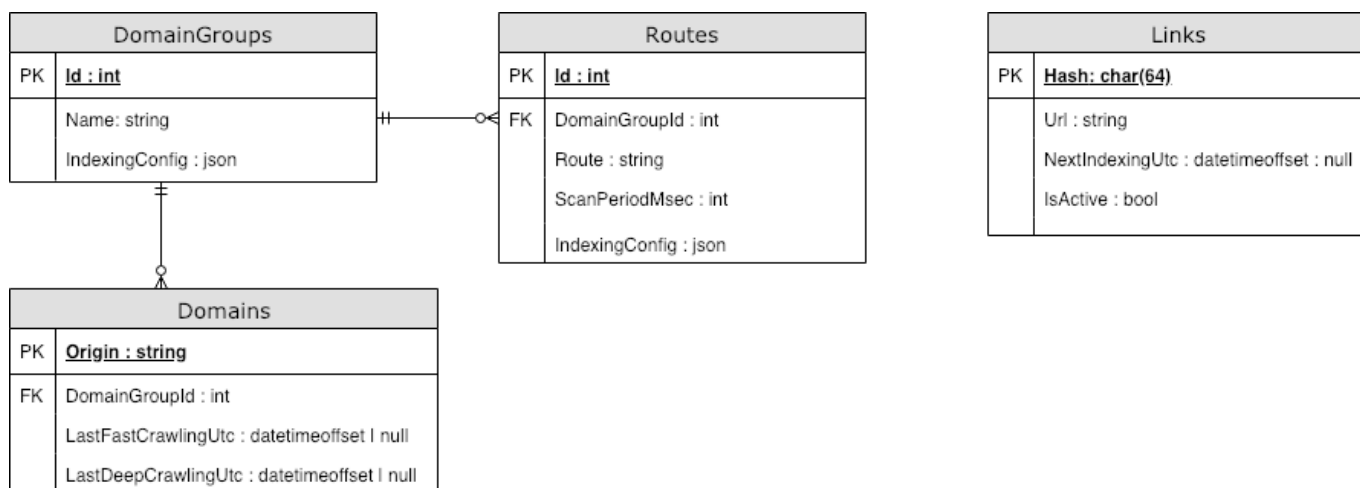 DomainGroups
PK Id : int
Name: string
IndexingConfig : json
Routes
PK Id : int
FK DomainGroupId : int
Route : string
ScanPeriodMsec : int
IndexingConfig : json
Links
PK Hash: char(64)
Url : string
NextIndexingUtc : datetimeoffset : null
IsActive : bool
Domains
PK Origin : string
FK DomainGroupId : int
LastFastCrawlingUtc : datetimeoffset | null
LastDeepCrawlingUtc : datetimeoffset | null